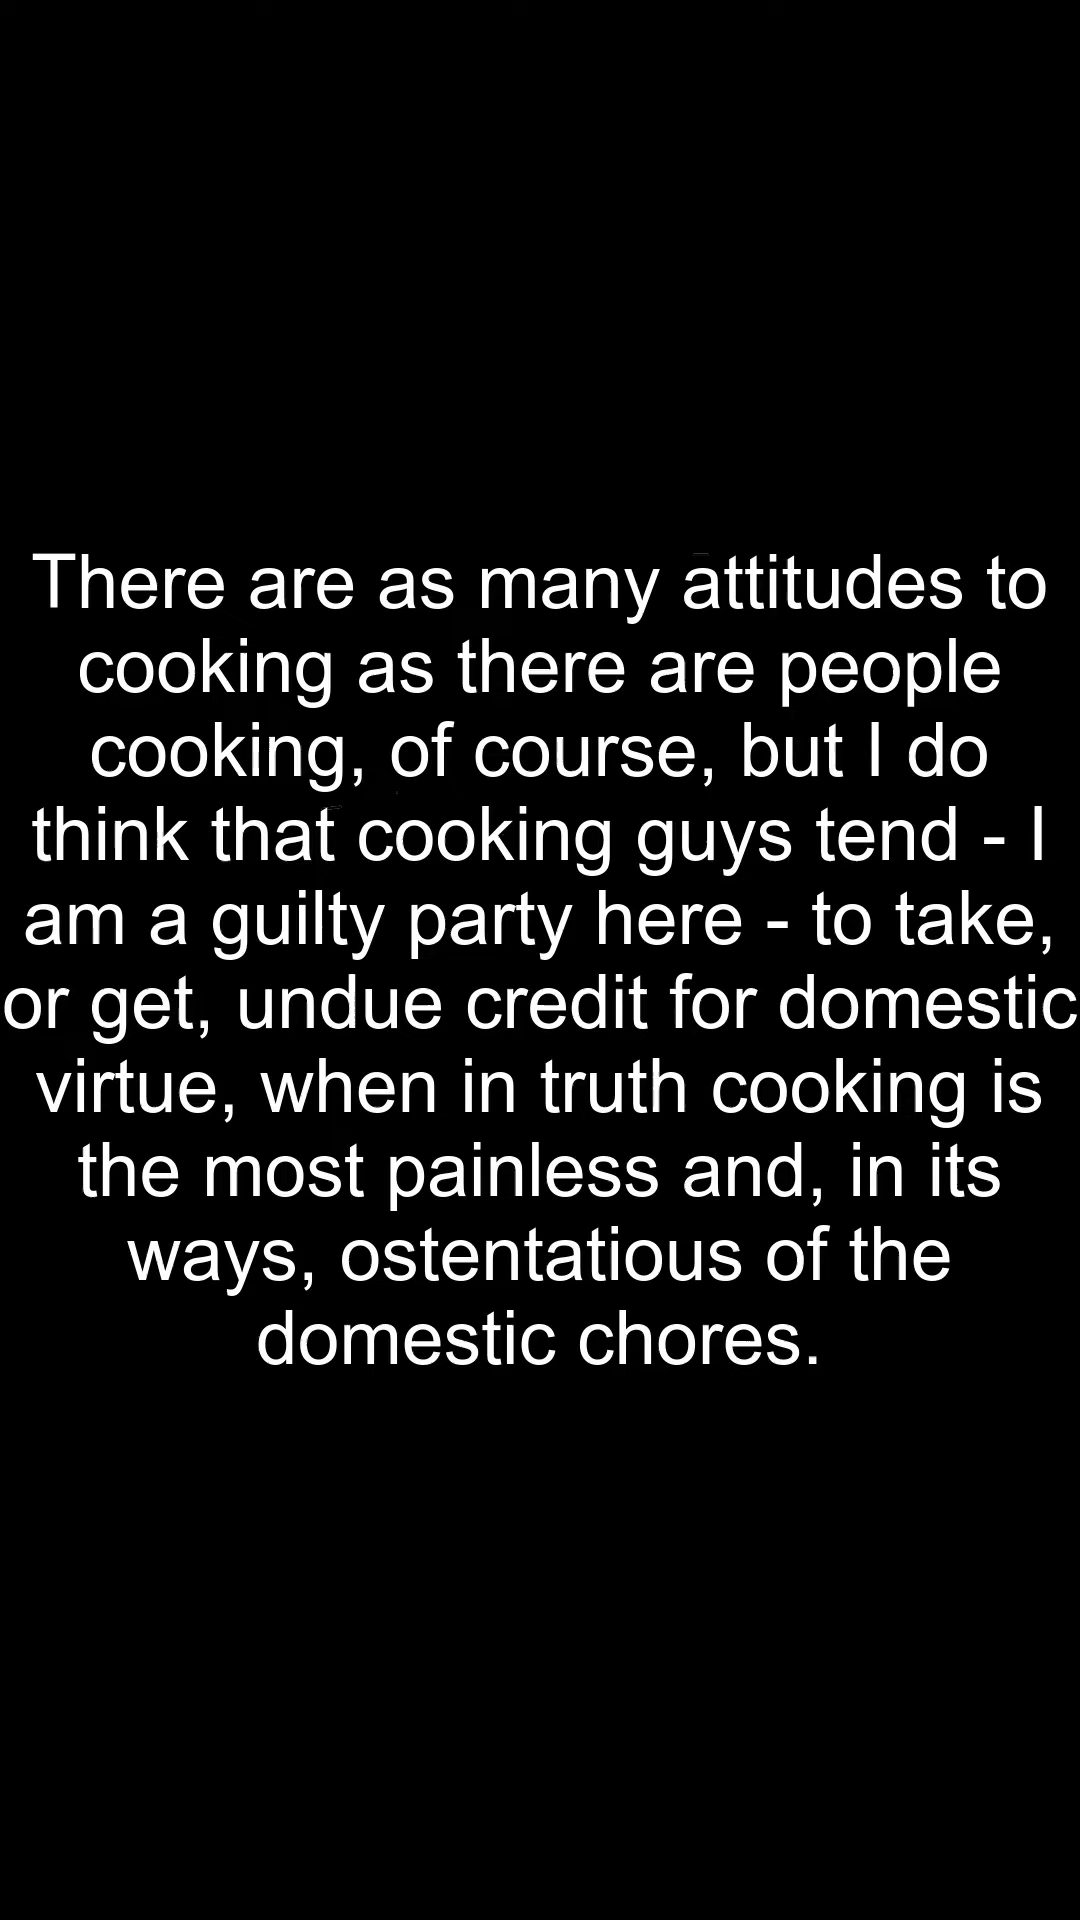 There are as many attitudes to
cooking as there are people
cooking, of course, but I do
think that cooking guys tend - I
am a guilty party here - to take,
or get, undue credit for domestic
virtue, when in truth cooking is
the most painless and, in its
ways, ostentatious of the
domestic chores.